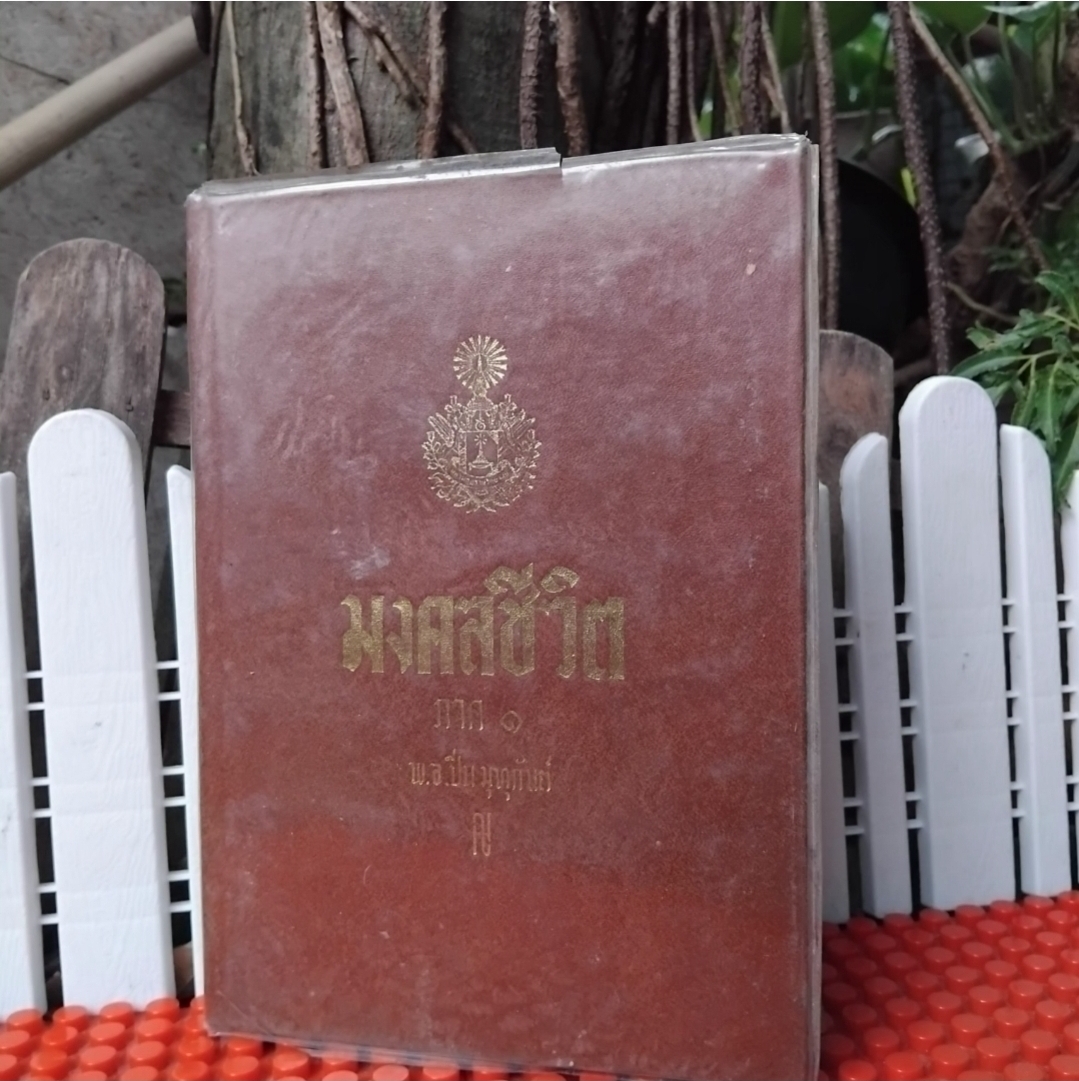 มงคลชีวิต
ภาค ๑
พ.อ.ปิ่น มุทุกันต์